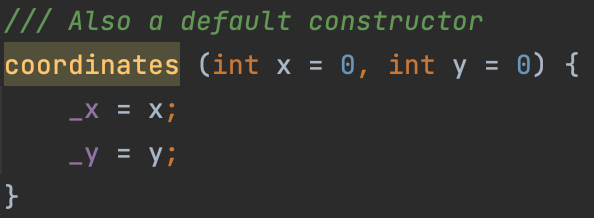 /// Also a default constructor
coordinates (int x = 0, int y = 0) {
    _x = x;
    _y = y;
}